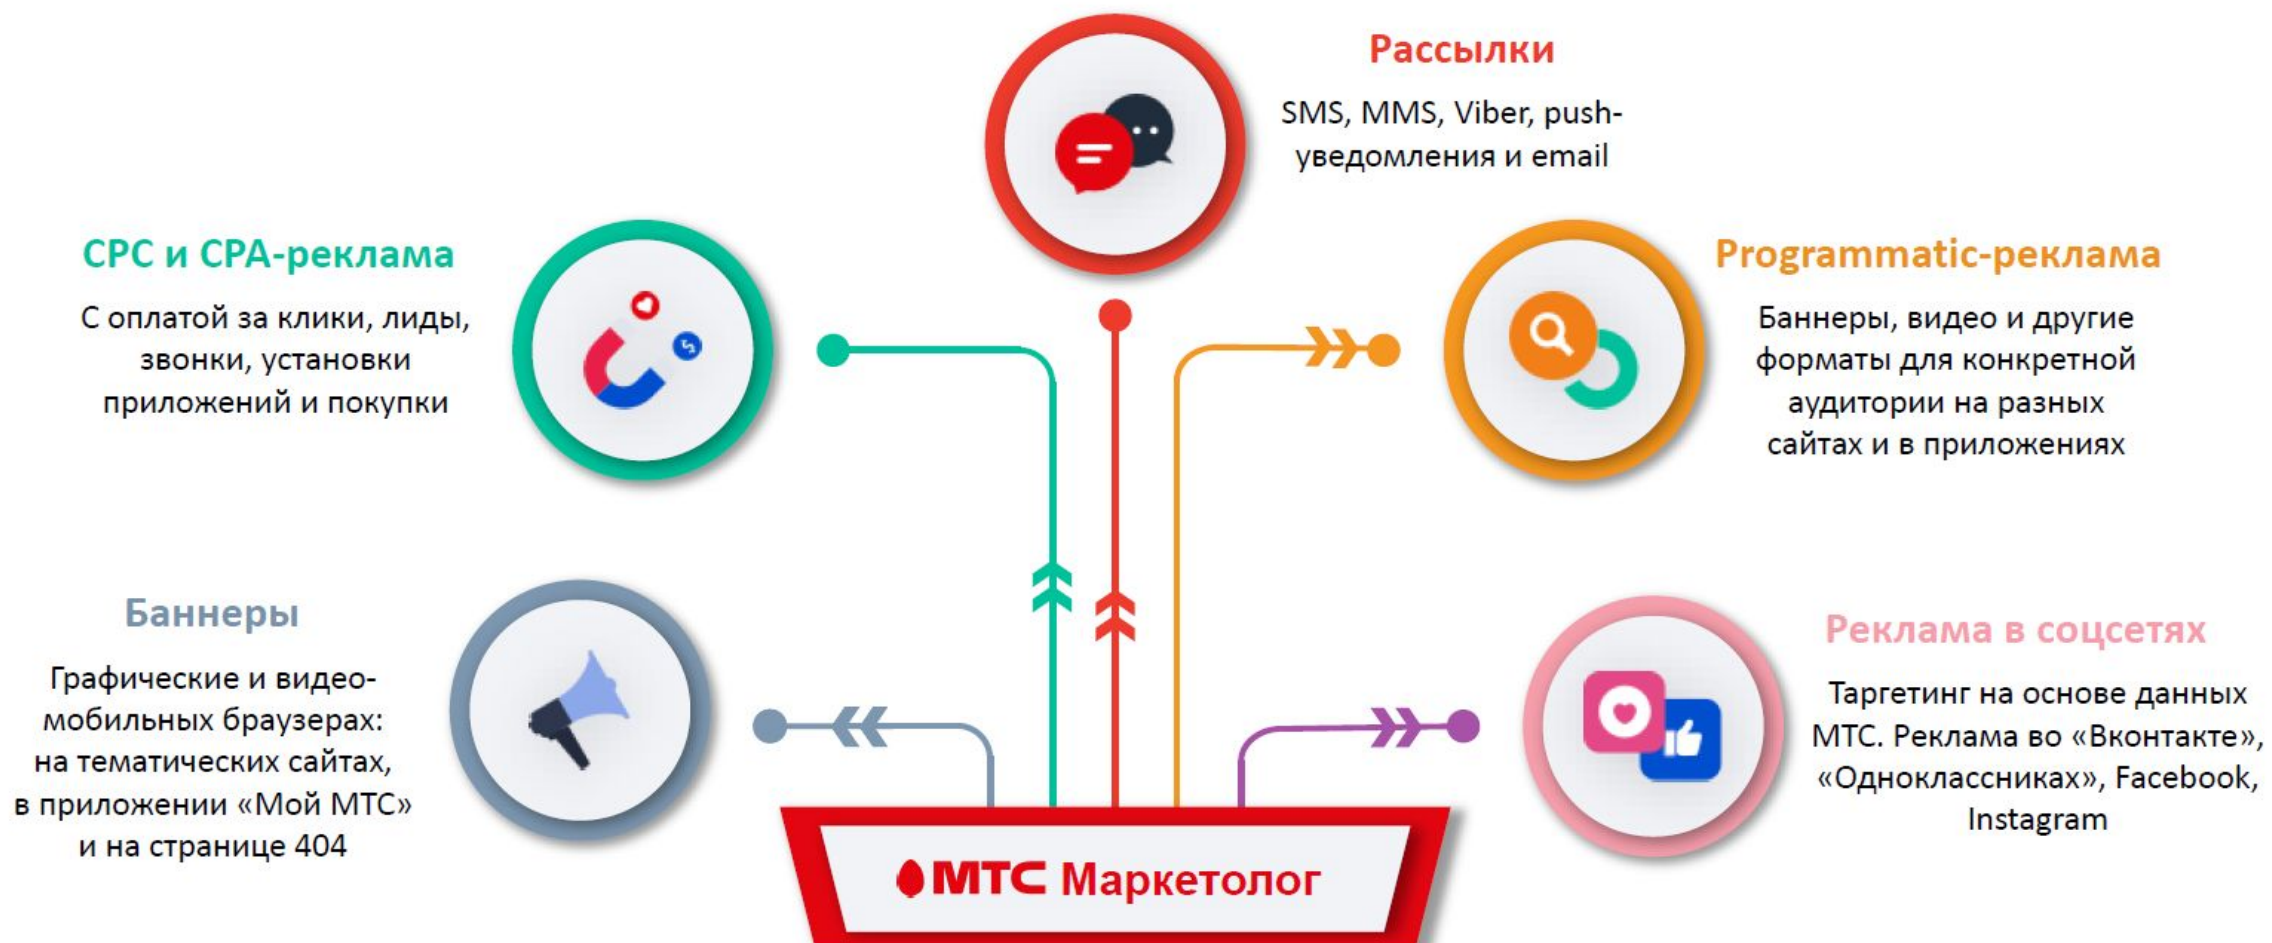 Рассылки
SMS, MMS, Viber, push-
уведомления и email
CPC и CPA-реклама
С оплатой за клики, лиды,
звонки, установки
приложений и покупки
Programmatic-реклама
Баннеры, видео и другие
форматы для конкретной
аудитории на разных
сайтах и в приложениях
Баннеры
Графические и видео-
мобильных браузерах:
на тематических сайтах,
в приложении «Мой МТС»
и на странице 404
Реклама в соцсетях
Таргетинг на основе данных
МТС. Реклама во «Вконтакте»,
«Одноклассниках», Facebook,
Instagram
МТС Маркетолог